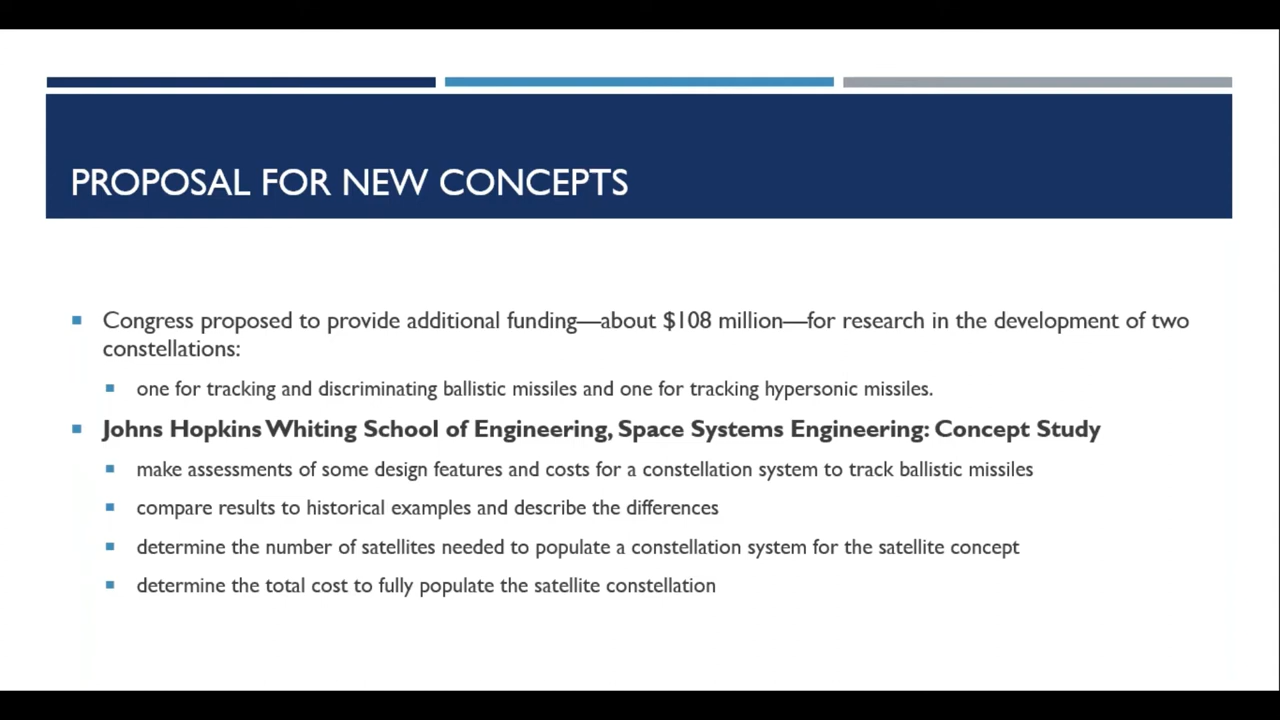 PROPOSAL FOR NEW CONCEPTS
Congress proposed to provide additional funding—about $108 million—for research in the development of two
constellations:
one for tracking and discriminating ballistic missiles and one for tracking hypersonic missiles.
Johns Hopkins Whiting School of Engineering, Space Systems Engineering: Concept Study
make assessments of some design features and costs for a constellation system to track ballistic missiles
compare results to historical examples and describe the differences
determine the number of satellites needed to populate a constellation system for the satellite concept
determine the total cost to fully populate the satellite constellation